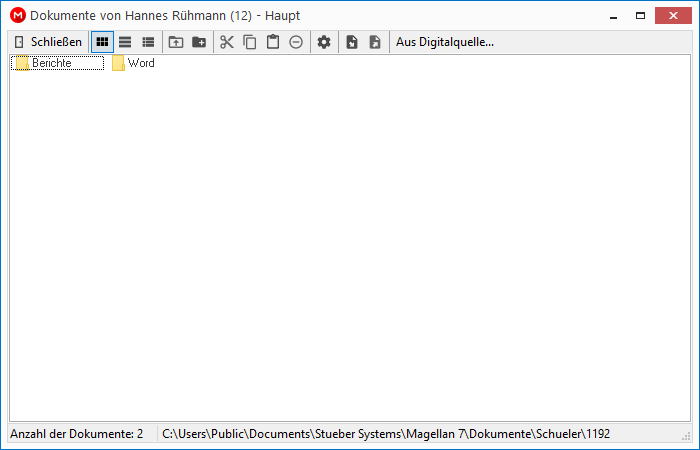 M Dokumente von Hannes Rühmann (12) - Haupt
Schließen Aus Digitalquelle...
Berichte Word
Anzahl der Dokumente: 2 C:\Users\Public\Documents\Stueber Systems\Magellan 7\Dokumente\Schueler\1192